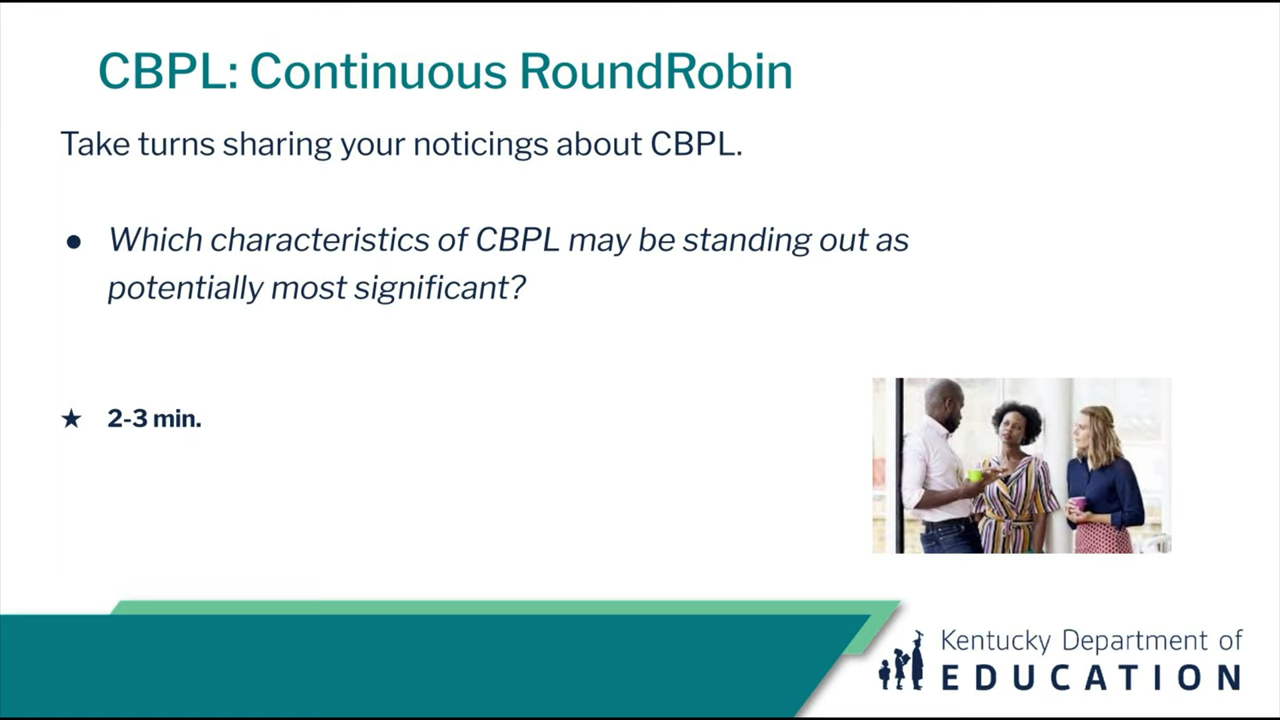 CBPL: Continuous RoundRobin
Take turns sharing your noticings about CBPL.
● Which characteristics of CBPL may be standing out as
potentially most significant?
★ 2-3 min.
Kentucky Department of
EDUCATION